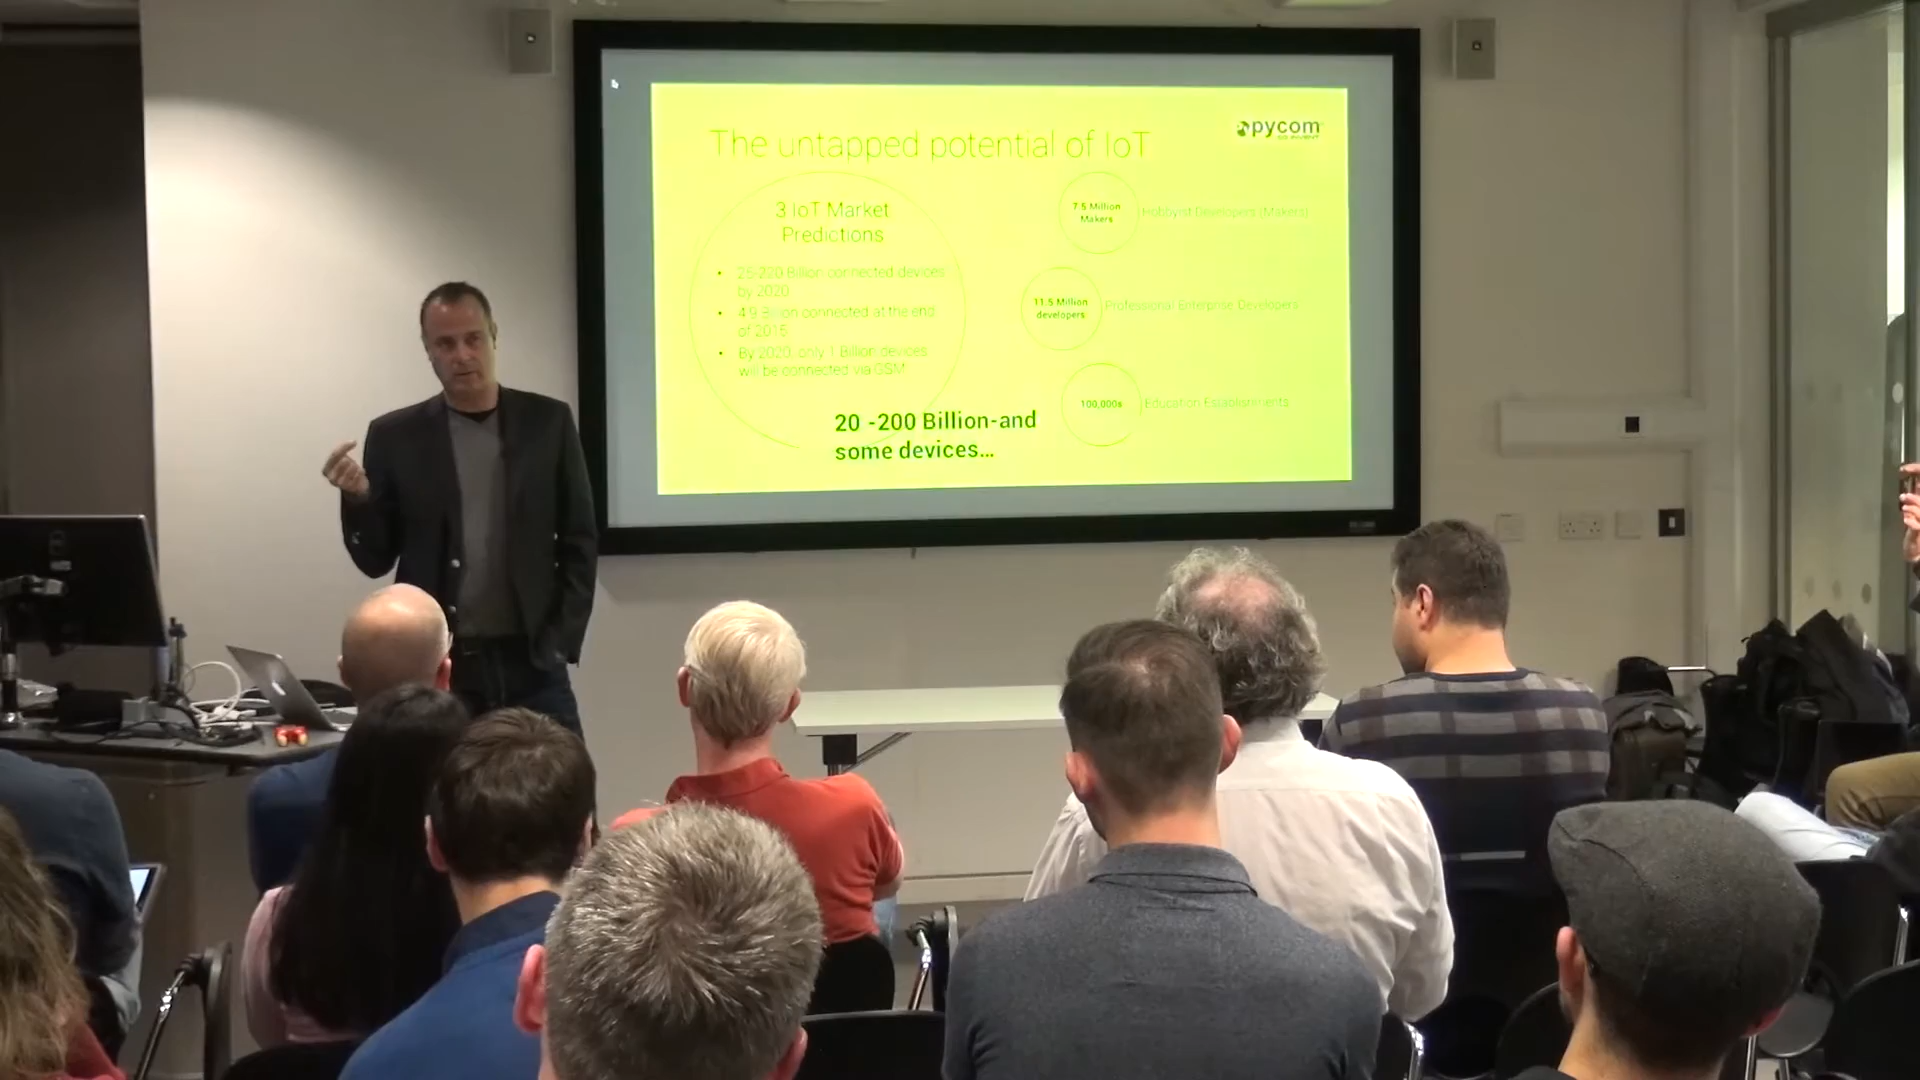 The untapped potential of IoT
pycom
3 IoT Market
Predictions
• 25-200 Billion connected devices
by 2020
• 4.9 Billion connected at the end
of 2015
• By 2020, only 1 Billion devices
will be connected via GSM
20 -200 Billion-and
some devices...
7.5 Million
Makers
Hobbyist Developers (Makers)
11.5 Million
developers
Professional Enterprise Developers
100,000s
Education Establishments